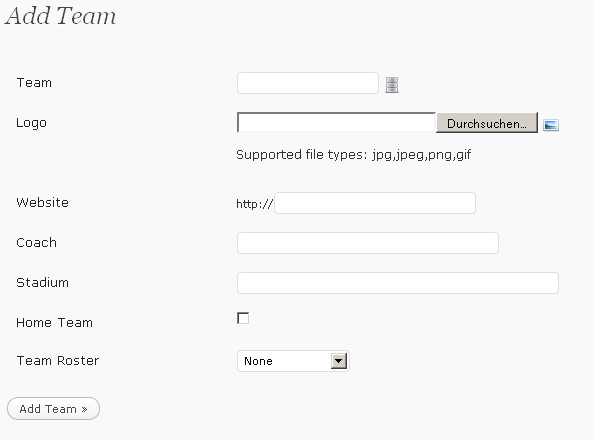 Add Team
Team
Logo Durchsuchen...
Supported file types: jpg,jpeg,png,gif
Website http://
Coach
Stadium
Home Team
Team Roster None
Add Team »